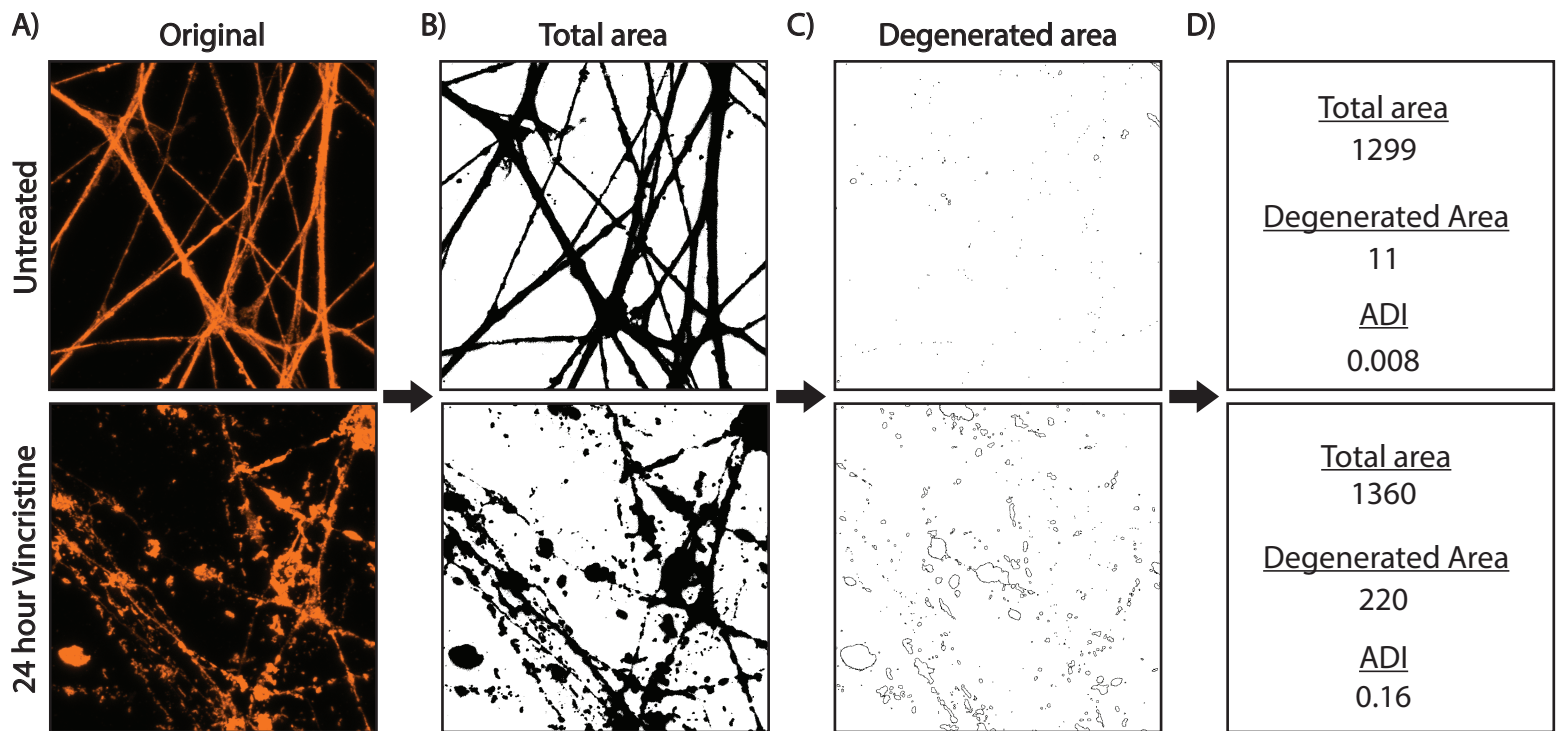 A)
Original
B)
Total area
C)
Degenerated area
D)
Untreated
Total area
1299
Degenerated Area
11
ADI
0.008
24 hour Vincristine
Total area
1360
Degenerated Area
220
ADI
0.16